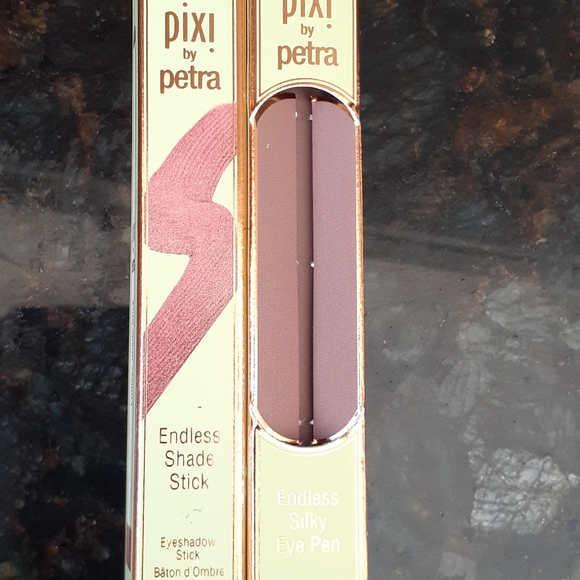 pixi
by
petra
Endless
Shade
Stick
Eyeshadow
Stick
Bâton d'Ombre
pixi
by
petra
Endless
Silky
Eye Pen